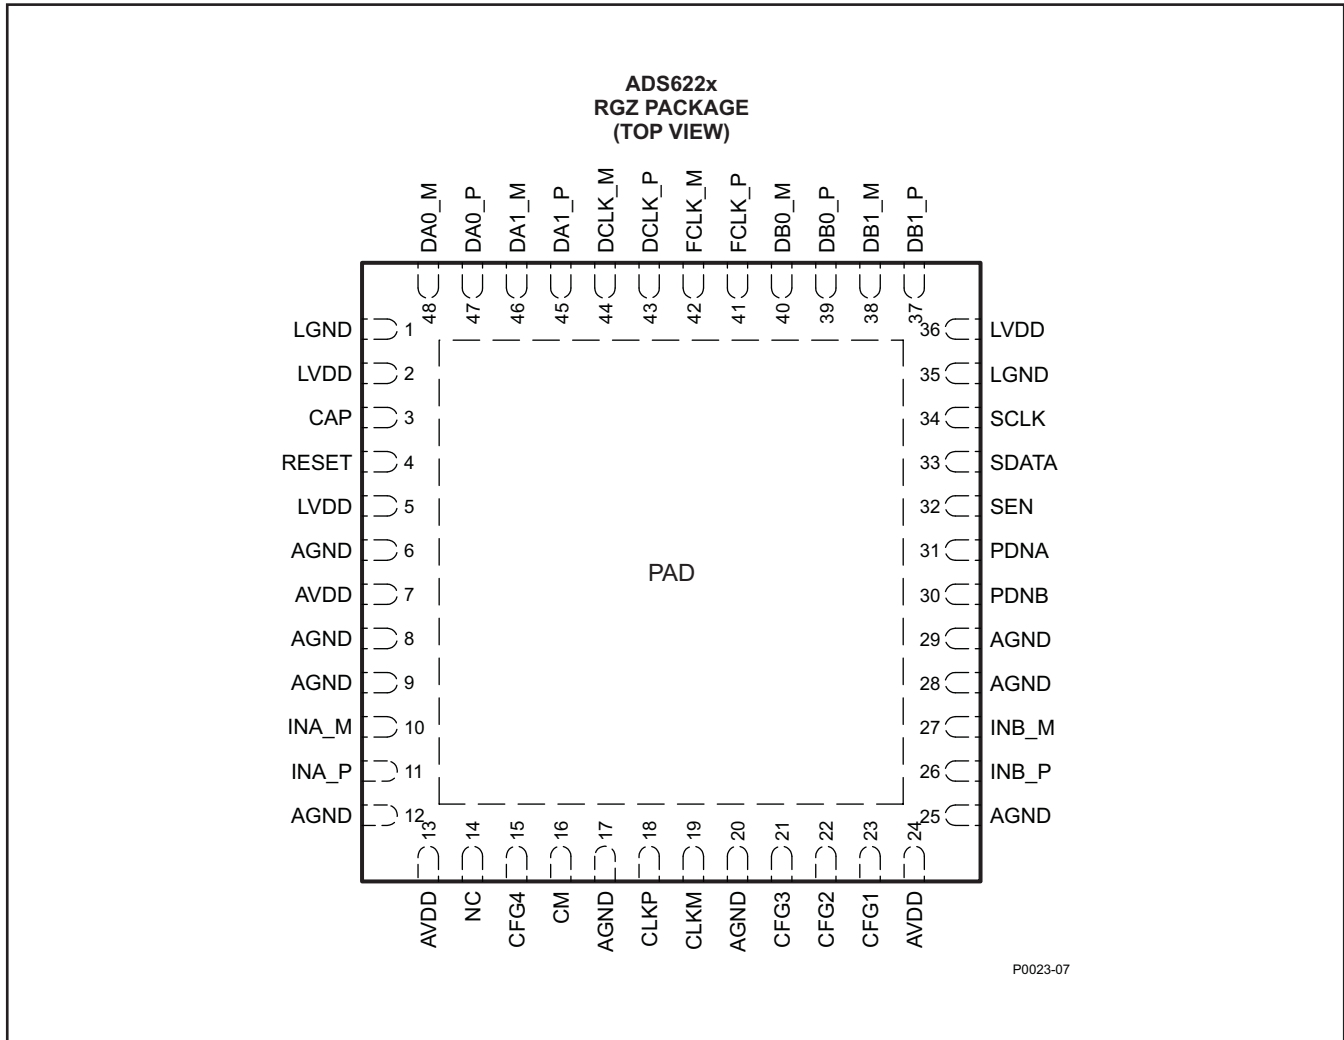 ADS622x
RGZ PACKAGE
(TOP VIEW)
DA0_M
DA0_P
DA1_M
DA1_P
DCLK_M
DCLK_P
FCLK_M
FCLK_P
DB0_M
DB0_P
DB1_M
DB1_P
48
47
46
45
44
43
42
41
40
39
38
37
LGND 1
LVDD 2
CAP 3
RESET 4
LVDD 5
AGND 6
AVDD 7
AGND 8
AGND 9
INA_M 10
INA_P 11
AGND 12
PAD
36 LVDD
35 LGND
34 SCLK
33 SDATA
32 SEN
31 PDNA
30 PDNB
29 AGND
28 AGND
27 INB_M
26 INB_P
25 AGND
13
14
15
16
17
18
19
20
21
22
23
24
AVDD
NC
CFG4
CM
AGND
CLKP
CLKM
AGND
CFG3
CFG2
CFG1
AVDD
P0023-07